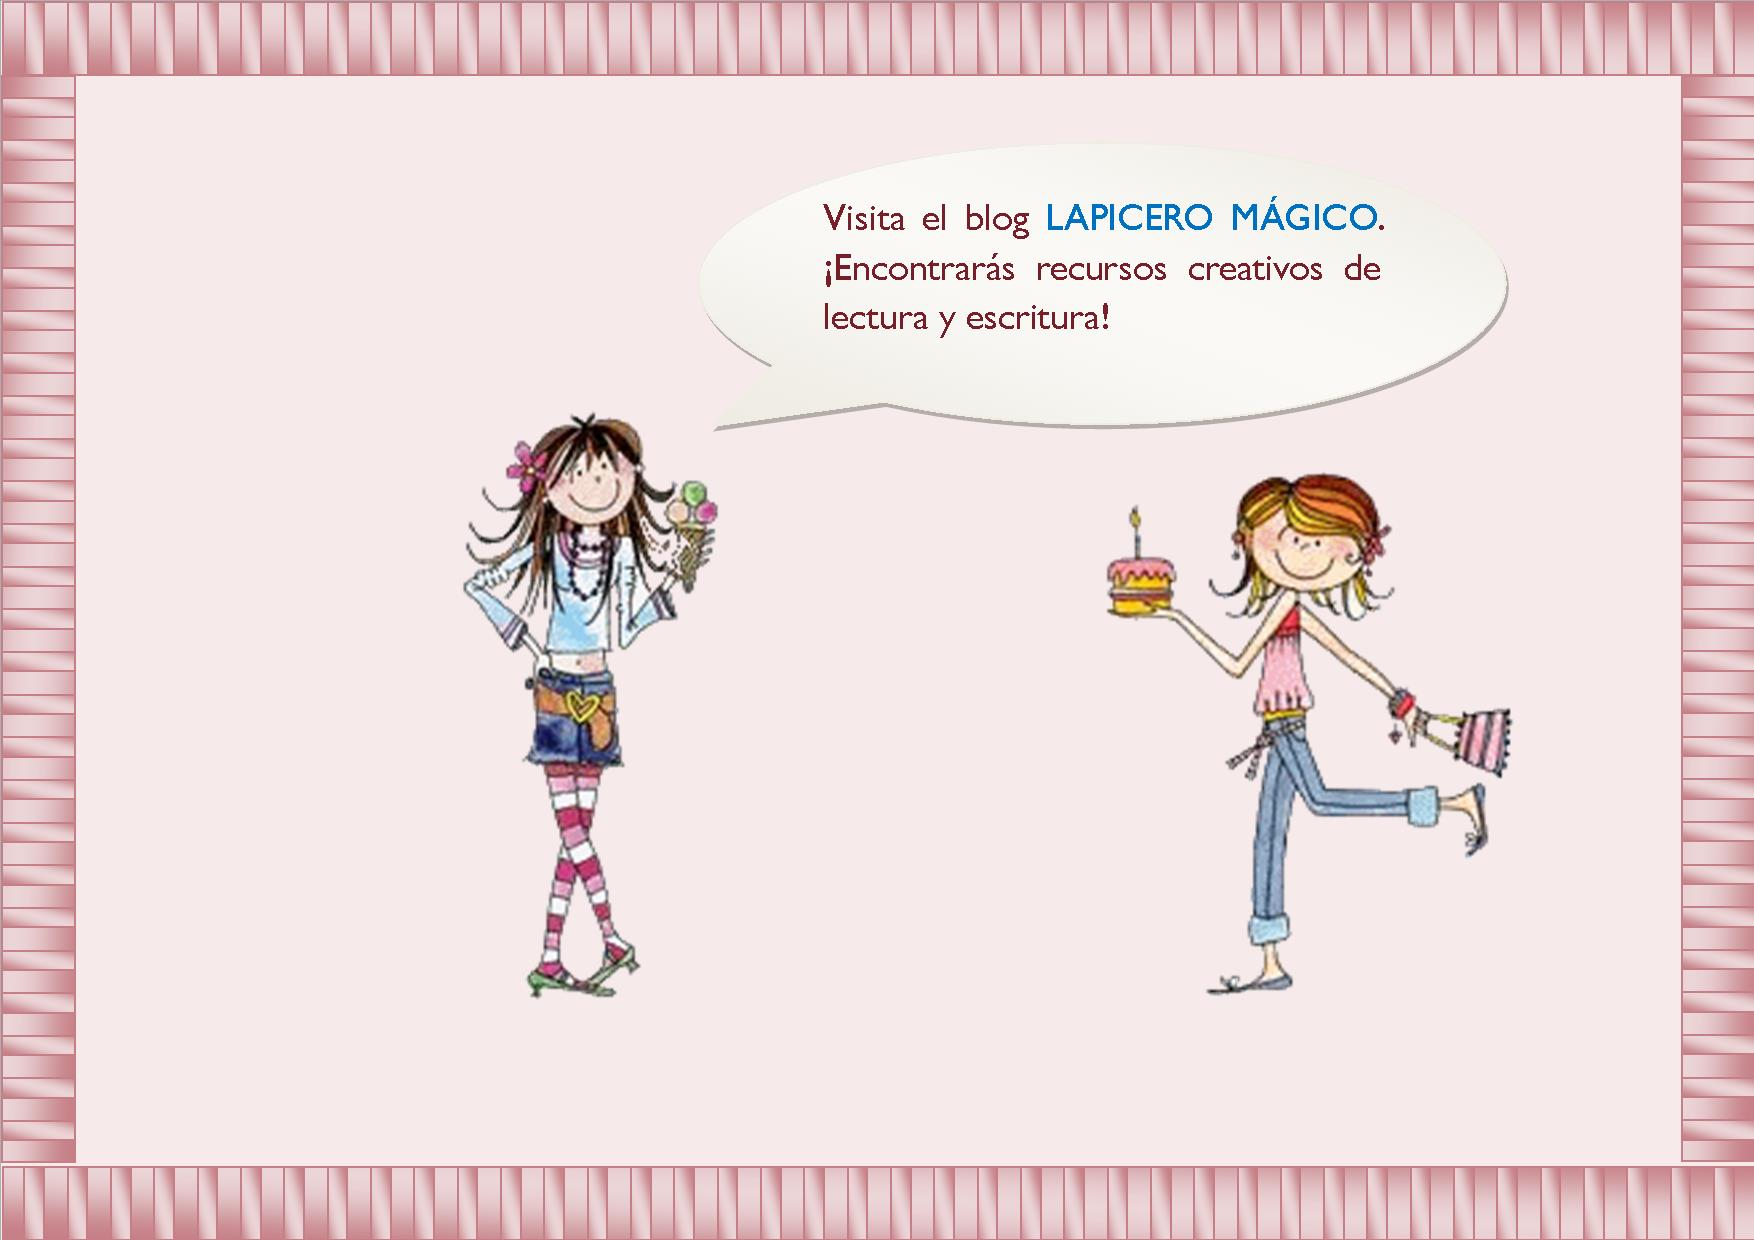 Visita el blog LAPICERO MÁGICO.
¡Encontrarás recursos creativos de
lectura y escritura!